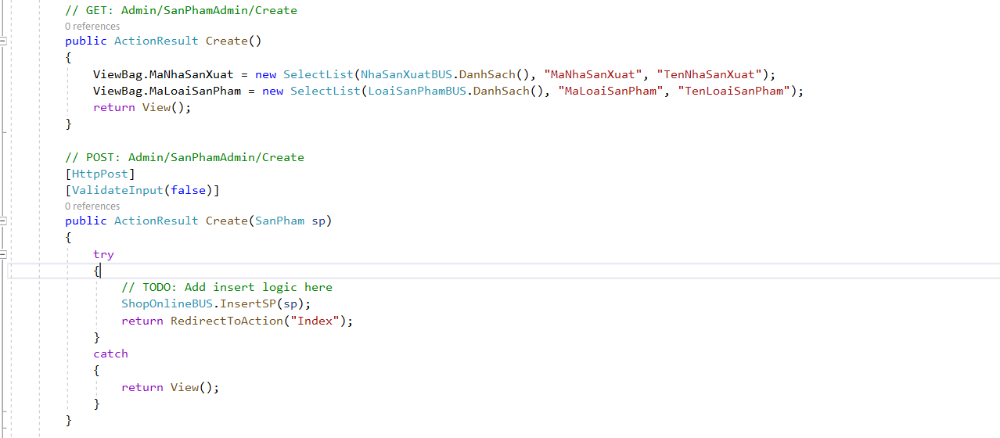 // GET: Admin/SanPhamAdmin/Create
0 references
public ActionResult Create()
{
ViewBag.MaNhaSanXuat = new SelectList(NhaSanXuatBUS.DanhSach(), "MaNhaSanXuat", "TenNhaSanXuat");
ViewBag.MaLoaiSanPham = new SelectList(LoaiSanPhamBUS.DanhSach(), "MaLoaiSanPham", "TenLoaiSanPham");
return View();
}
// POST: Admin/SanPhamAdmin/Create
[HttpPost]
[ValidateInput(false)]
0 references
public ActionResult Create(SanPham sp)
{
try
{
// TODO: Add insert logic here
ShopOnlineBUS.InsertSP(sp);
return RedirectToAction("Index");
}
catch
{
return View();
}
}